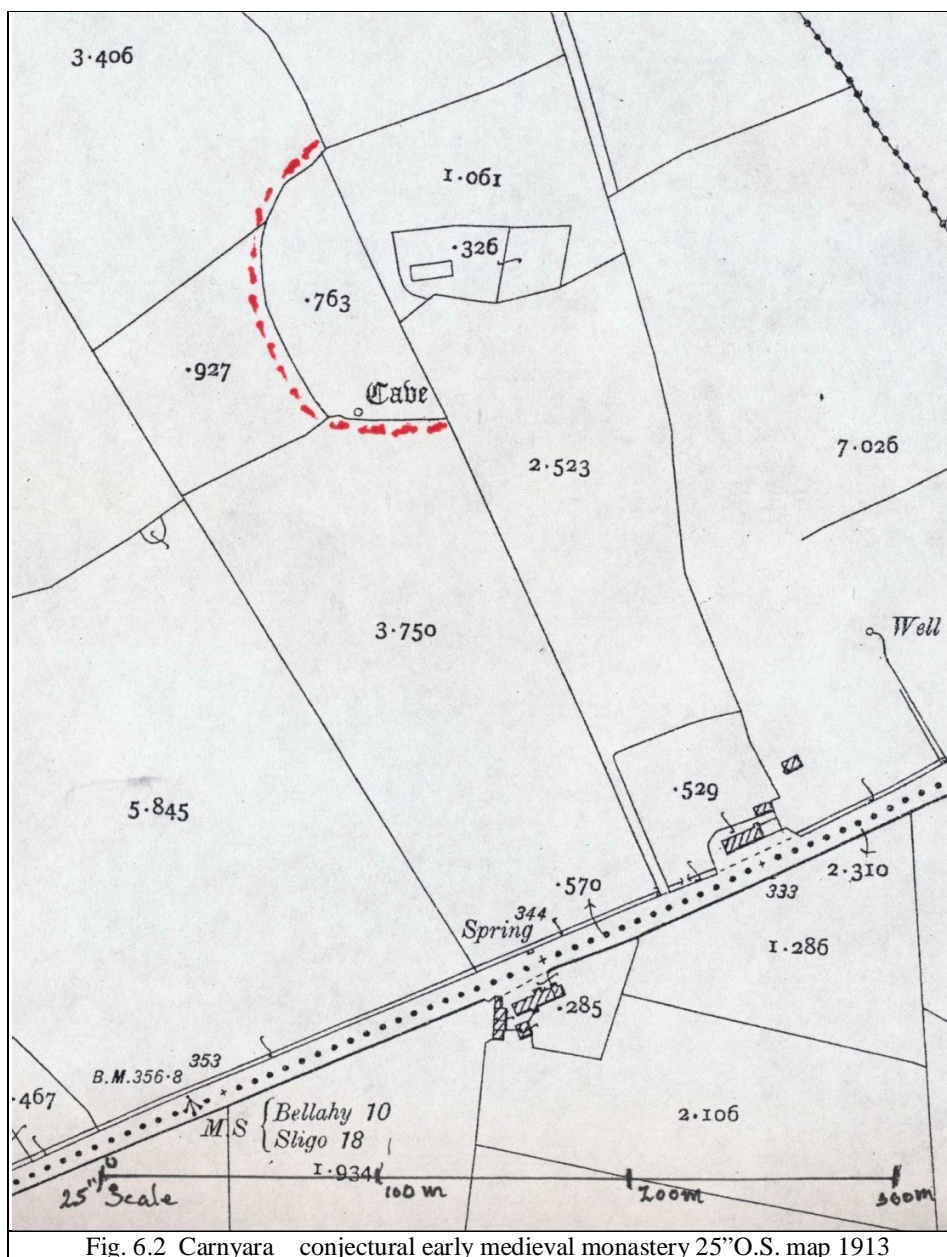 3·406
1·061
·326
·763
·927
Cave
2·523
7·026
3·750
Well
5·845
·529
·570
2·310
344
333
Spring
1·286
·285
353
B.M.356·8
·467
M.S { Bellahy 10
Sligo 18
2·106
1·934
0
25" Scale
100 m
200m
300m
Fig. 6.2 Carnyara conjectural early medieval monastery 25"O.S. map 1913